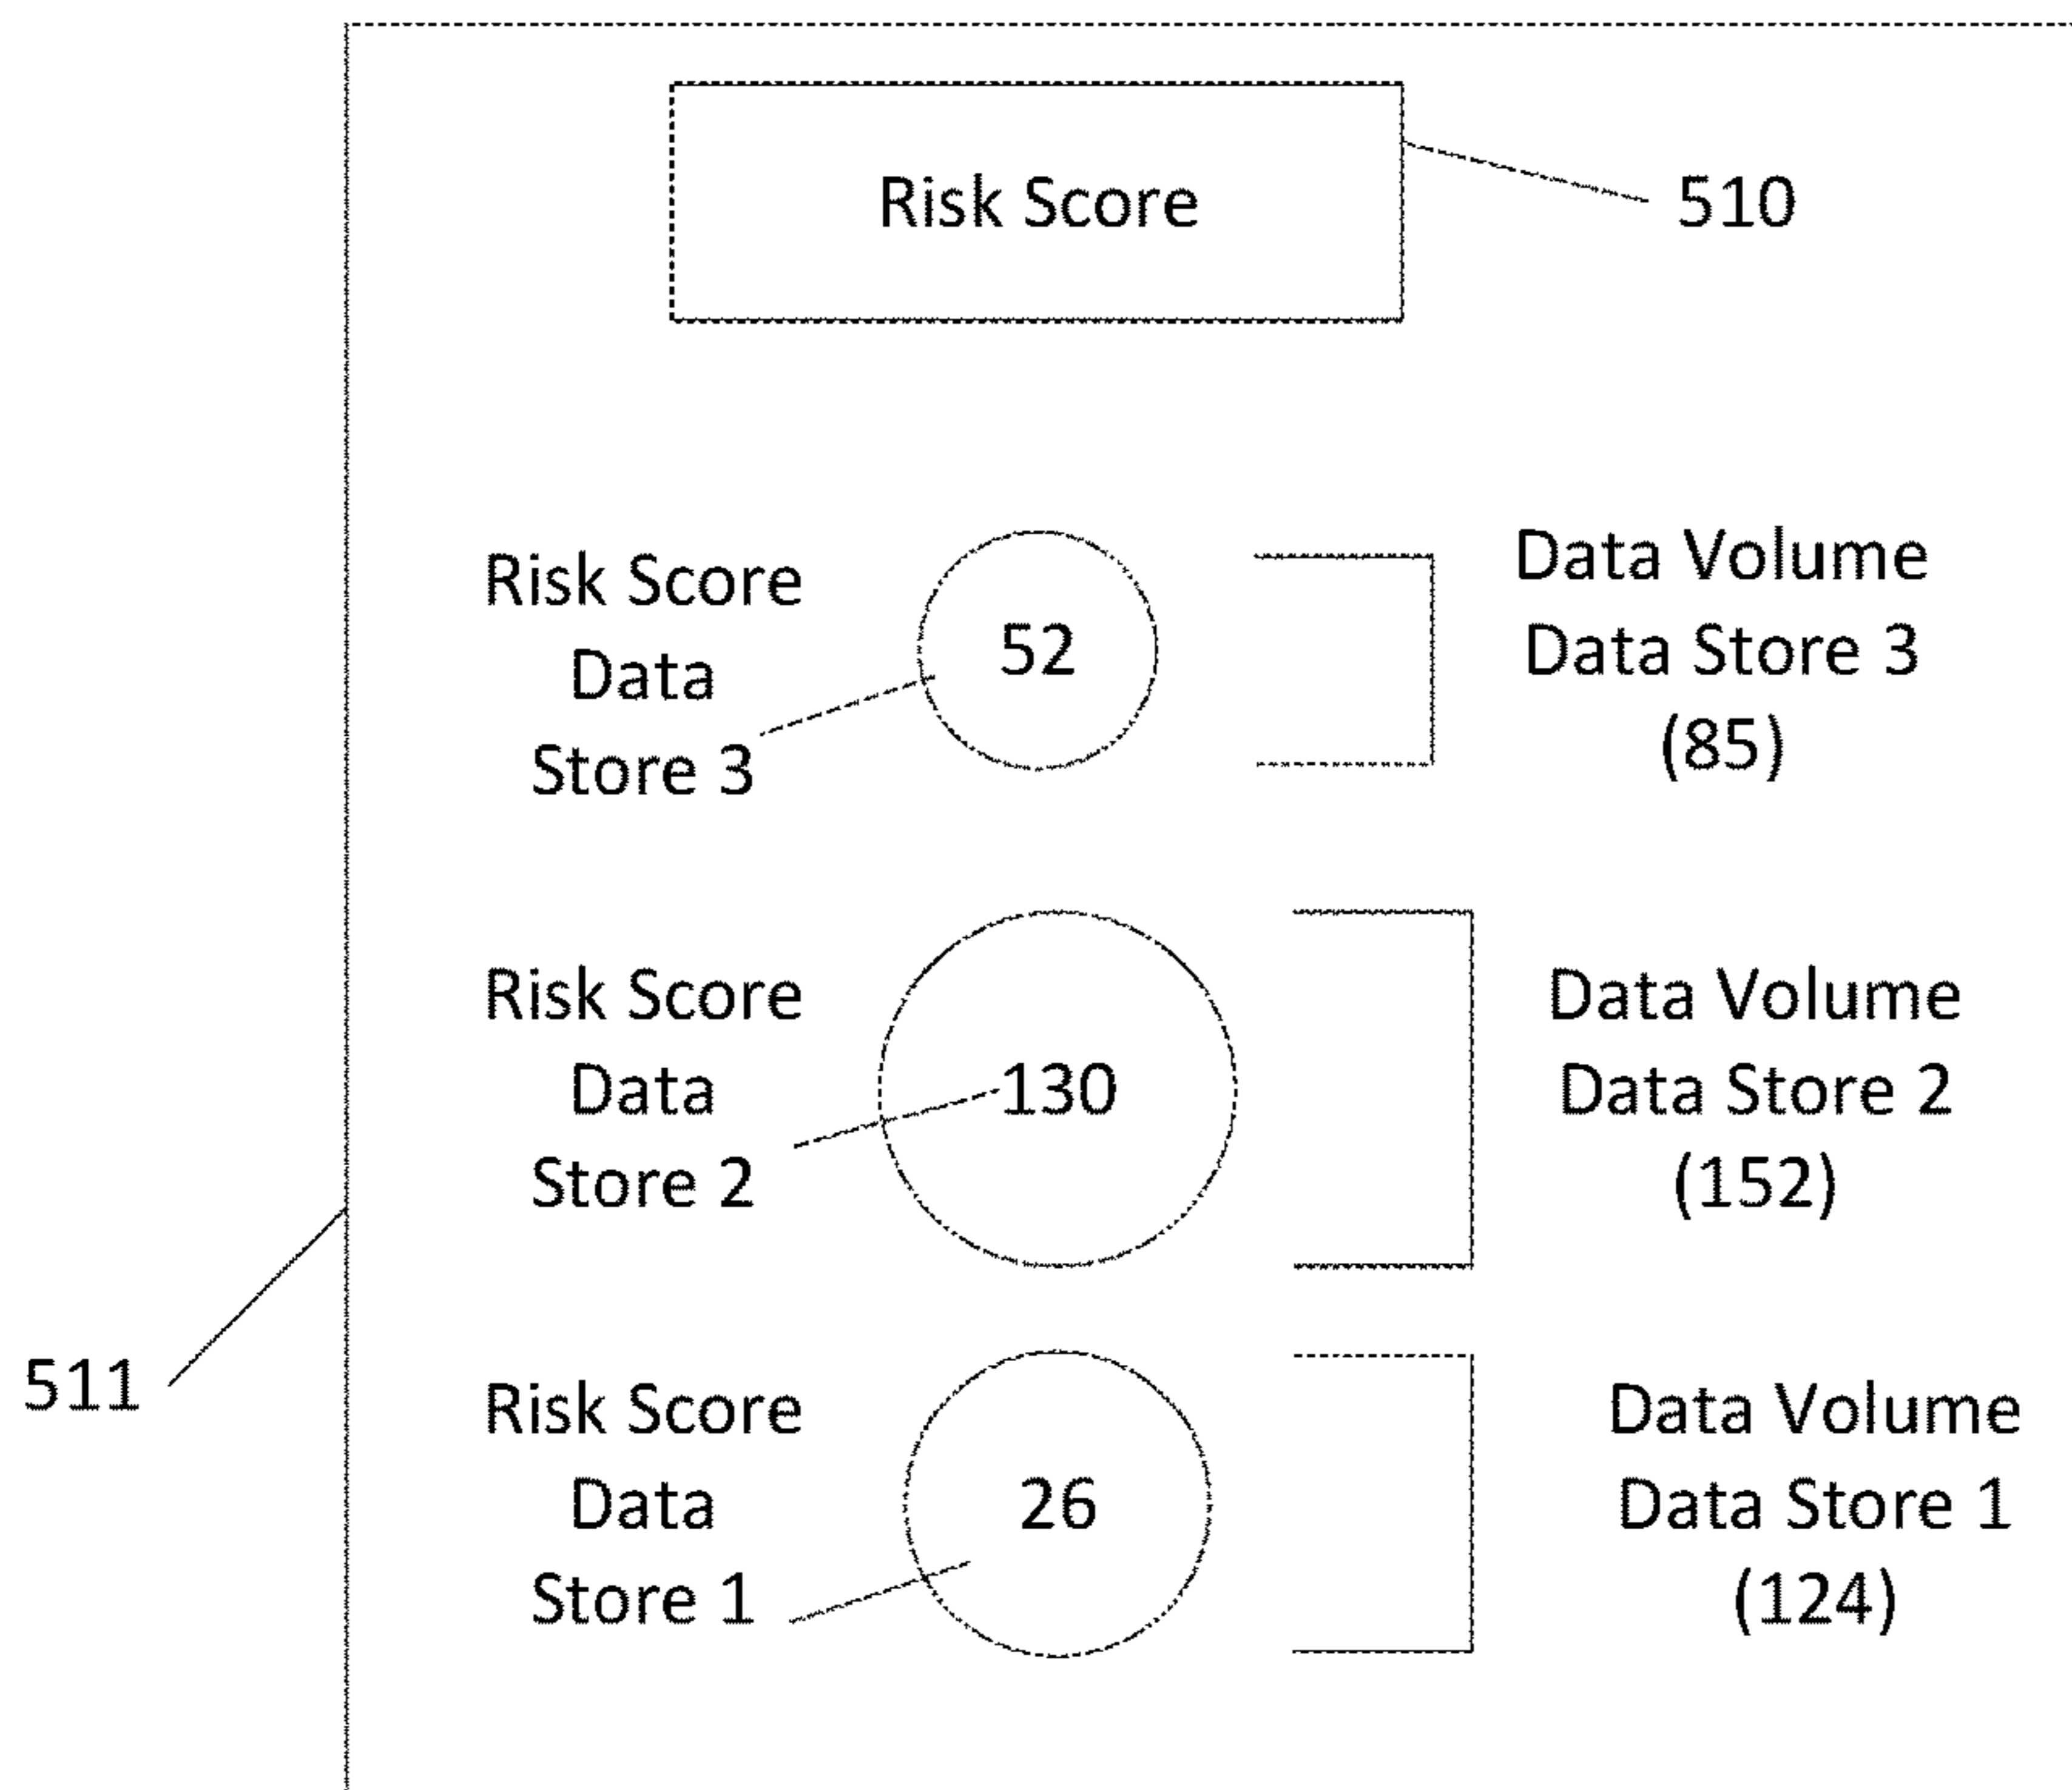 Risk Score
510
Risk Score
Data
Store 3
52
Data Volume
Data Store 3
(85)
Risk Score
Data
Store 2
130
Data Volume
Data Store 2
(152)
511
Risk Score
Data
Store 1
26
Data Volume
Data Store 1
(124)